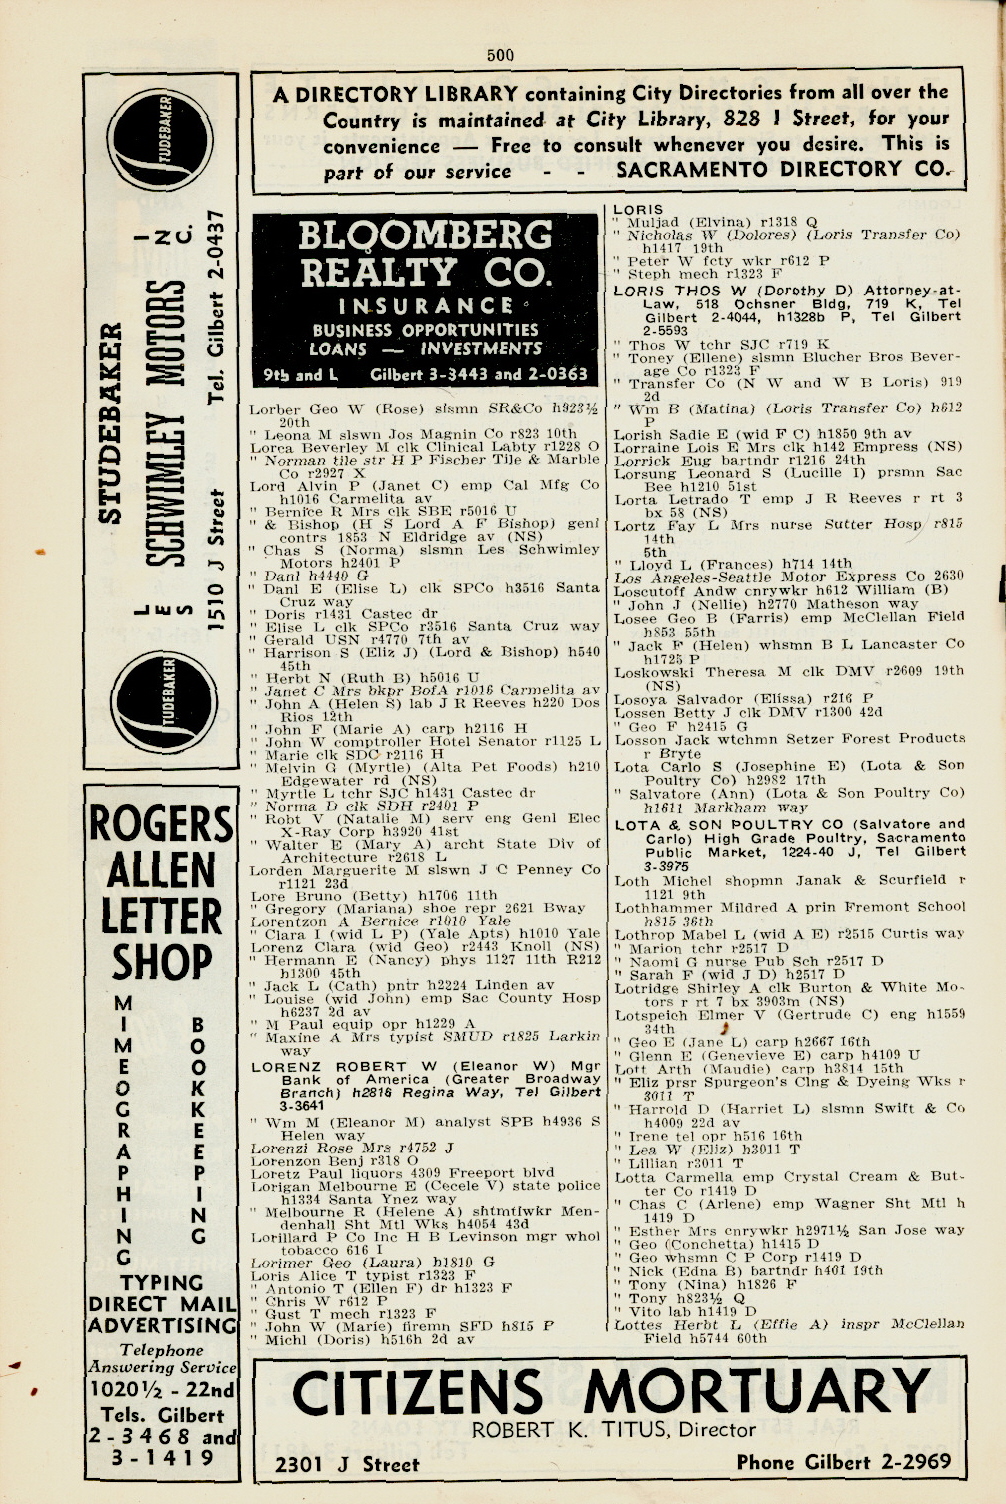 500
A DIRECTORY LIBRARY containing City Directories from all over the
Country is maintained at City Library, 828 I Street, for your
convenience — Free to consult whenever you desire. This is
part of our service - - SACRAMENTO DIRECTORY CO.
STUDEBAKER
STUDEBAKER
LES SCHWIMLEY MOTORS INC.
1510 J Street Tel. Gilbert 2-0437
STUDEBAKER
ROGERS
ALLEN
LETTER
SHOP
MIMEOGRAPHING
BOOKKEEPING
TYPING
DIRECT MAIL
ADVERTISING
Telephone
Answering Service
1020½ - 22nd
Tels. Gilbert
2-3468 and
3-1419
BLOOMBERG
REALTY CO.
INSURANCE
BUSINESS OPPORTUNITIES
LOANS — INVESTMENTS
9th and L Gilbert 3-3443 and 2-0363
Lorber Geo W (Rose) slsmn SR&Co h923½
20th
" Leona M slswn Jos Magnin Co r823 10th
Lorca Beverley M clk Clinical Labty r1228 O
" Norman tile str H P Fischer Tile & Marble
Co r2927 X
Lord Alvin P (Janet C) emp Cal Mfg Co
h1016 Carmelita av
" Bernice R Mrs clk SBE r5016 U
" & Bishop (H S Lord A F Bishop) genl
contrs 1853 N Eldridge av (NS)
" Chas S (Norma) slsmn Les Schwimley
Motors h2401 P
" Danl h4440 G
" Danl E (Elise L) clk SPCo h3516 Santa
Cruz way
" Doris r1431 Castec dr
" Elise L clk SPCo r3516 Santa Cruz way
" Gerald USN r4770 7th av
" Harrison S (Eliz J) (Lord & Bishop) h540
45th
" Herbt N (Ruth B) h5016 U
" Janet C Mrs bkpr BofA r1016 Carmelita av
" John A (Helen S) lab J R Reeves h220 Dos
Rios 12th
" John F (Marie A) carp h2116 H
" John W comptroller Hotel Senator r1125 L
" Marie clk SDC r2116 H
" Melvin G (Myrtle) (Alta Pet Foods) h210
Edgewater rd (NS)
" Myrtle L tchr SJC h1431 Castec dr
" Norma D clk SDH r2401 P
" Robt V (Natalie M) serv eng Genl Elec
X-Ray Corp h3920 41st
" Walter E (Mary A) archt State Div of
Architecture r2618 L
Lorden Marguerite M slswn J C Penney Co
r1121 23d
Lore Bruno (Betty) h1706 11th
" Gregory (Mariana) shoe repr 2621 Bway
Lorentzon A Bernice r1010 Yale
" Clara I (wid L P) (Yale Apts) h1010 Yale
Lorenz Clara (wid Geo) r2443 Knoll (NS)
" Hermann E (Nancy) phys 1127 11th R212
h1300 45th
" Jack L (Cath) pntr h2224 Linden av
" Louise (wid John) emp Sac County Hosp
h6237 2d av
" M Paul equip opr h1229 A
" Maxine A Mrs typist SMUD r1825 Larkin
way
LORENZ ROBERT W (Eleanor W) Mgr
Bank of America (Greater Broadway
Branch) h2816 Regina Way, Tel Gilbert
3-3641
" Wm M (Eleanor M) analyst SPB h4936 S
Helen way
Lorenzi Rose Mrs r4752 J
Lorenzon Benj r318 O
Loretz Paul liquors 4309 Freeport blvd
Lorigan Melbourne E (Cecele V) state police
h1334 Santa Ynez way
" Melbourne R (Helene A) shtmtlwkr Men-
denhall Sht Mtl Wks h4054 43d
Lorillard P Co Inc H B Levinson mgr whol
tobacco 616 I
Lorimer Geo (Laura) h1810 G
Loris Alice T typist r1323 F
" Antonio T (Ellen F) dr h1323 F
" Chris W r612 P
" Gust T mech r1323 F
" John W (Marie) firemn SFD h815 P
" Michl (Doris) h516h 2d av
LORIS
" Muljad (Elvina) r1318 Q
" Nicholas W (Dolores) (Loris Transfer Co)
h1417 19th
" Peter W fcty wkr r612 P
" Steph mech r1323 F
LORIS THOS W (Dorothy D) Attorney-at-
Law, 518 Ochsner Bldg, 719 K, Tel
Gilbert 2-4044, h1328b P, Tel Gilbert
2-5593
" Thos W tchr SJC r719 K
" Toney (Ellene) slsmn Blucher Bros Bever-
age Co r1323 F
" Transfer Co (N W and W B Loris) 919
2d
" Wm B (Matina) (Loris Transfer Co) h612
P
Lorish Sadie E (wid F C) h1850 9th av
Lorraine Lois E Mrs clk h142 Empress (NS)
Lorrick Eug bartndr r1216 24th
Lorsung Leonard S (Lucille I) prsmn Sac
Bee h1210 51st
Lorta Letrado T emp J R Reeves r rt 3
bx 58 (NS)
Lortz Fay L Mrs nurse Sutter Hosp r815
14th
5th
" Lloyd L (Frances) h714 14th
Los Angeles-Seattle Motor Express Co 2630
Loscutoff Andw cnrywkr h612 William (B)
" John J (Nellie) h2770 Matheson way
Losee Geo B (Farris) emp McClellan Field
h853 55th
" Jack F (Helen) whsmn B L Lancaster Co
h1725 P
Loskowski Theresa M clk DMV r2609 19th
(NS)
Losoya Salvador (Elissa) r216 P
Lossen Betty J clk DMV r1300 42d
" Geo F h2415 G
Losson Jack wtchmn Setzer Forest Products
r Bryte
Lota Carlo S (Josephine E) (Lota & Son
Poultry Co) h2982 17th
" Salvatore (Ann) (Lota & Son Poultry Co)
h1611 Markham way
LOTA & SON POULTRY CO (Salvatore and
Carlo) High Grade Poultry, Sacramento
Public Market, 1224-40 J, Tel Gilbert
3-3975
Loth Michel shopmn Janak & Scurfield r
1121 9th
Lothhammer Mildred A prin Fremont School
h815 36th
Lothrop Mabel L (wid A E) r2515 Curtis way
" Marion tchr r2517 D
" Naomi G nurse Pub Sch r2517 D
" Sarah F (wid J D) h2517 D
Lotridge Shirley A clk Burton & White Mo-
tors r rt 7 bx 3903m (NS)
Lotspeich Elmer V (Gertrude C) eng h1559
34th
" Geo E (Jane L) carp h2667 16th
" Glenn E (Genevieve E) carp h4109 U
Lott Arth (Maudie) carp h3814 15th
" Eliz prsr Spurgeon's Clng & Dyeing Wks r
3011 T
" Harrold D (Harriet L) slsmn Swift & Co
h4009 22d av
" Irene tel opr h516 16th
" Lea W (Eliz) h3011 T
" Lillian r3011 T
Lotta Carmella emp Crystal Cream & But-
ter Co r1419 D
" Chas C (Arlene) emp Wagner Sht Mtl h
1419 D
" Esther Mrs cnrywkr h2971½ San Jose way
" Geo (Conchetta) h1415 D
" Geo whsmn C P Corp r1419 D
" Nick (Edna B) bartndr h401 19th
" Tony (Nina) h1826 F
" Tony h823½ Q
" Vito lab h1419 D
Lottes Herbt L (Effie A) inspr McClellan
Field h5744 60th
CITIZENS MORTUARY
ROBERT K. TITUS, Director
2301 J Street Phone Gilbert 2-2969